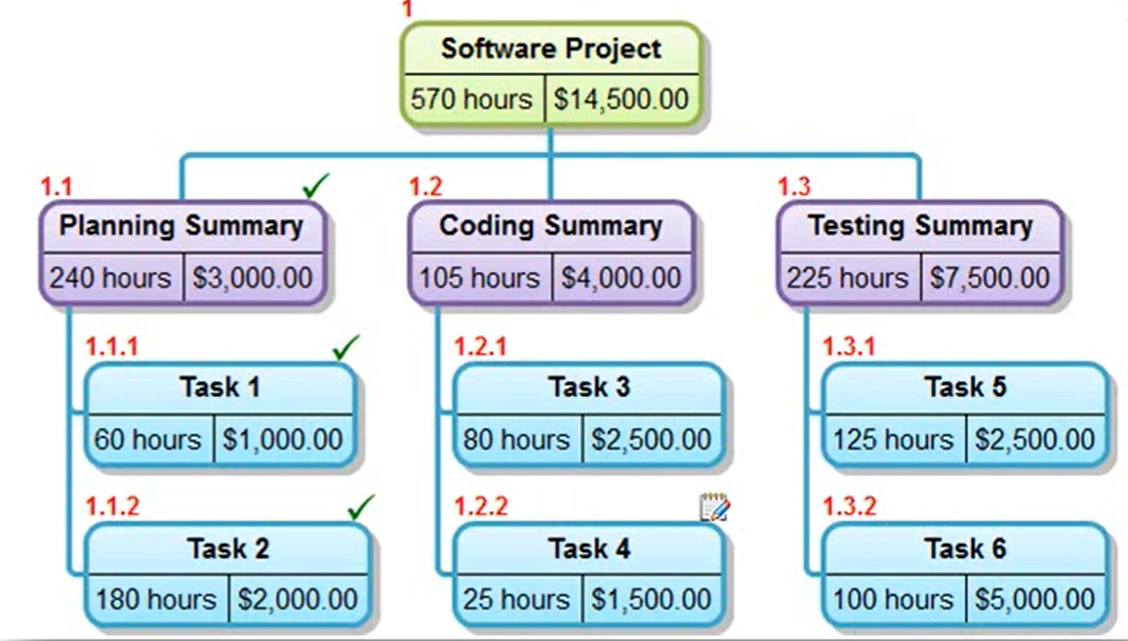 1
Software Project
570 hours $14,500.00
1.1
Planning Summary
240 hours $3,000.00
1.1.1
Task 1
60 hours $1,000.00
1.1.2
Task 2
180 hours $2,000.00
1.2
Coding Summary
105 hours $4,000.00
1.2.1
Task 3
80 hours $2,500.00
1.2.2
Task 4
25 hours $1,500.00
1.3
Testing Summary
225 hours $7,500.00
1.3.1
Task 5
125 hours $2,500.00
1.3.2
Task 6
100 hours $5,000.00